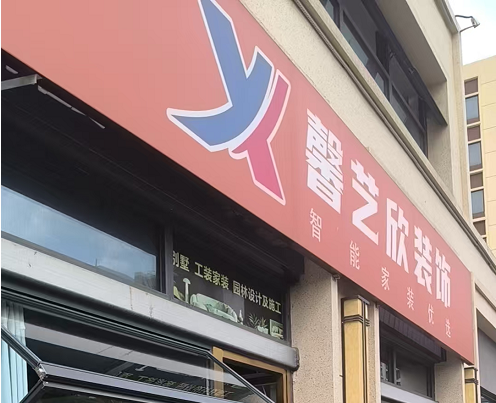 馨艺欣装饰
智能家装优选
别墅 工装家装 园林设计及施工